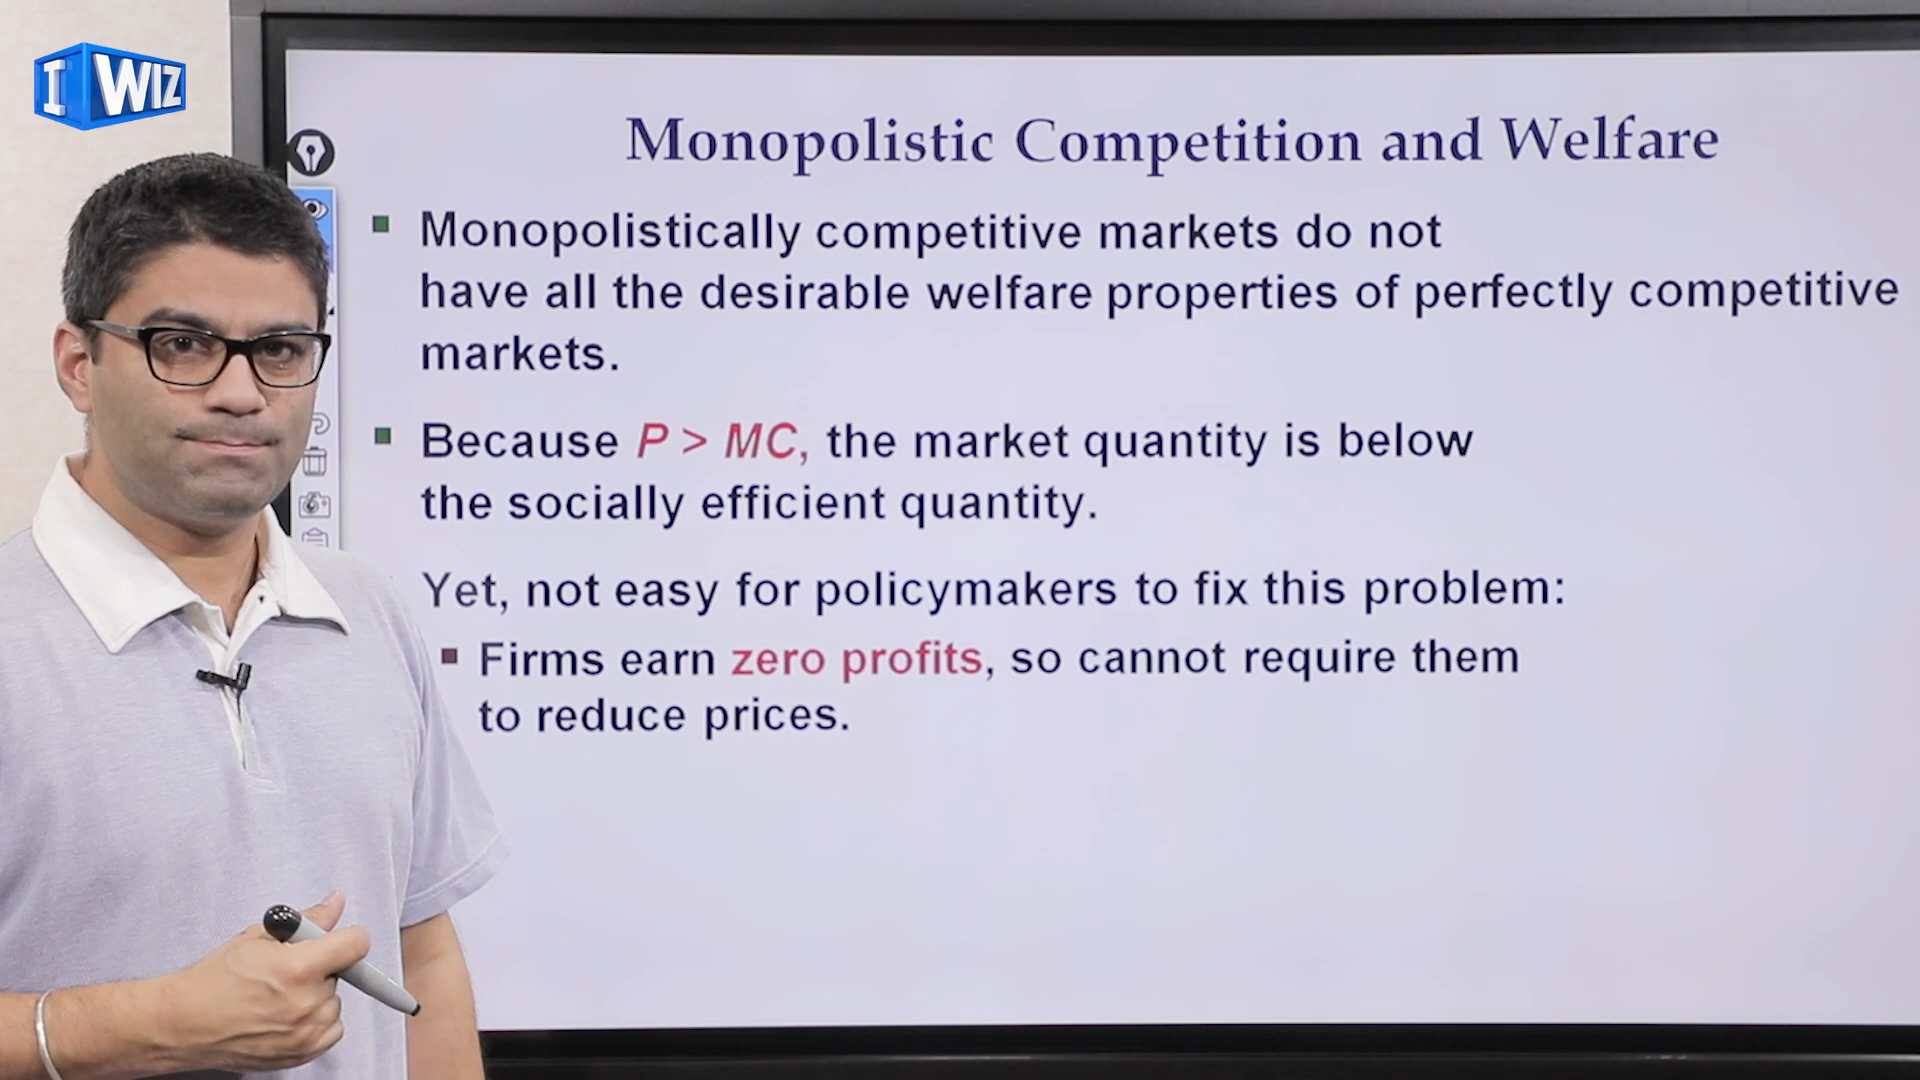 I WIZ
Monopolistic Competition and Welfare
▪ Monopolistically competitive markets do not
have all the desirable welfare properties of perfectly competitive
markets.
▪ Because P > MC, the market quantity is below
the socially efficient quantity.
Yet, not easy for policymakers to fix this problem:
▪ Firms earn zero profits, so cannot require them
to reduce prices.